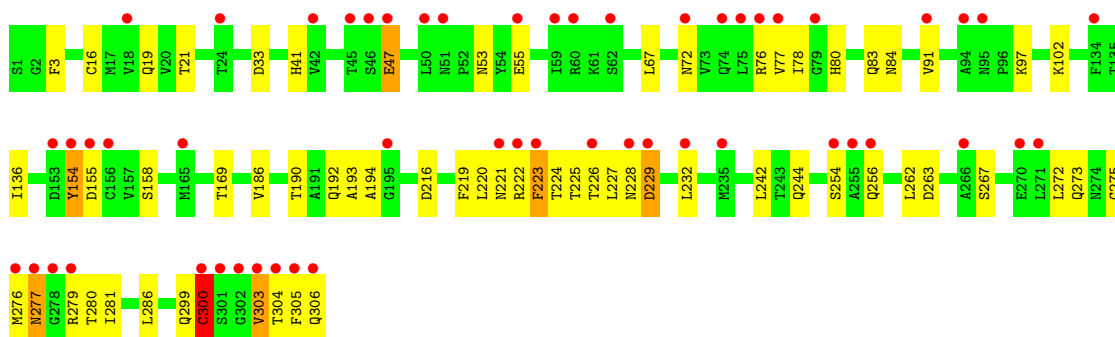 S1 G2 F3 C16 M17 V18 Q19 V20 T21 T24 D33 H41 V42 T45 S46 E47 L50 N51 P52 N53 Y54 E55 I59 R60 K61 S62 L67 N72 V73 Q74 L75 R76 V77 I78 G79 H80 Q83 N84 V91 A94 N95 P96 K97 K102 F134 T135
I136 D153 Y154 D155 C156 V157 S158 M165 T169 V186 T190 A191 Q192 A193 A194 G195 D216 F219 L220 N221 R222 F223 T224 T225 T226 L227 N228 D229 L232 M235 L242 T243 Q244 S254 A255 Q256 L262 D263 A266 S267 E270 L271 L272 Q273 N274 G275
M276 N277 G278 R279 T280 I281 L286 Q299 C300 S301 G302 V303 T304 F305 Q306